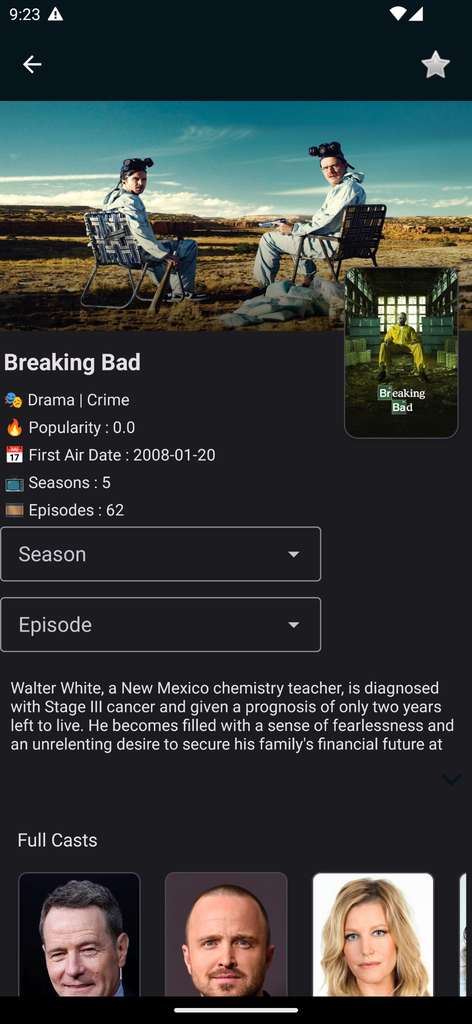 9:23
Breaking Bad
Drama | Crime
Popularity : 0.0
First Air Date : 2008-01-20
Seasons : 5
Episodes : 62
Breaking
Bad
Season
Episode
Walter White, a New Mexico chemistry teacher, is diagnosed
with Stage III cancer and given a prognosis of only two years
left to live. He becomes filled with a sense of fearlessness and
an unrelenting desire to secure his family's financial future at
Full Casts